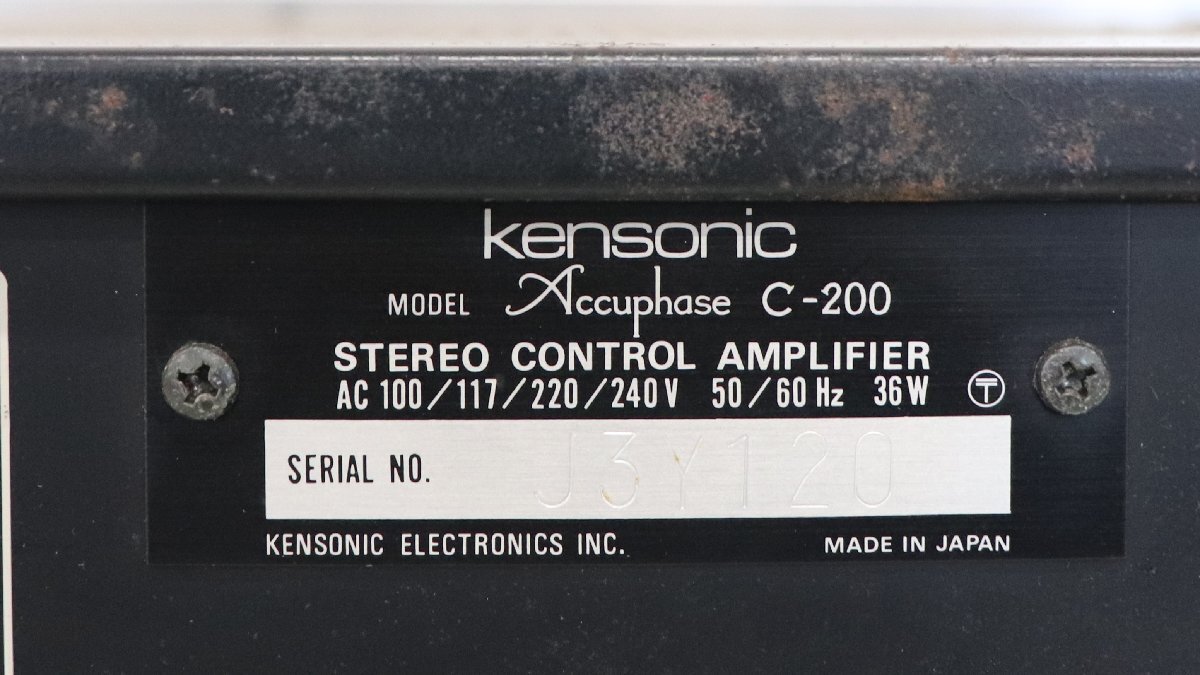 kensonic
MODEL Accuphase C-200
STEREO CONTROL AMPLIFIER
AC 100/117/220/240V 50/60Hz 36W 〶
SERIAL NO. J3Y120
KENSONIC ELECTRONICS INC. MADE IN JAPAN